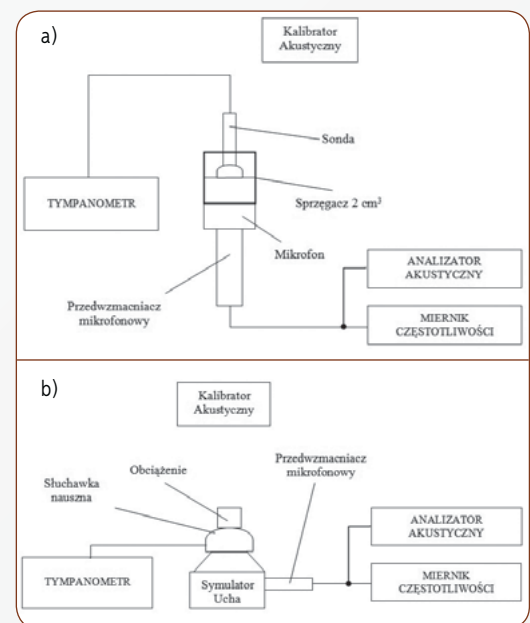 a)
Kalibrator
Akustyczny
Sonda
TYMPANOMETR
Sprzęgacz 2 cm³
Mikrofon
ANALIZATOR
AKUSTYCZNY
Przedwzmacniacz
mikrofonowy
MIERNIK
CZĘSTOTLIWOŚCI
b)
Kalibrator
Akustyczny
Przedwzmacniacz
mikrofonowy
Obciążenie
Słuchawka
nauszna
ANALIZATOR
AKUSTYCZNY
TYMPANOMETR
Symulator
Ucha
MIERNIK
CZĘSTOTLIWOŚCI